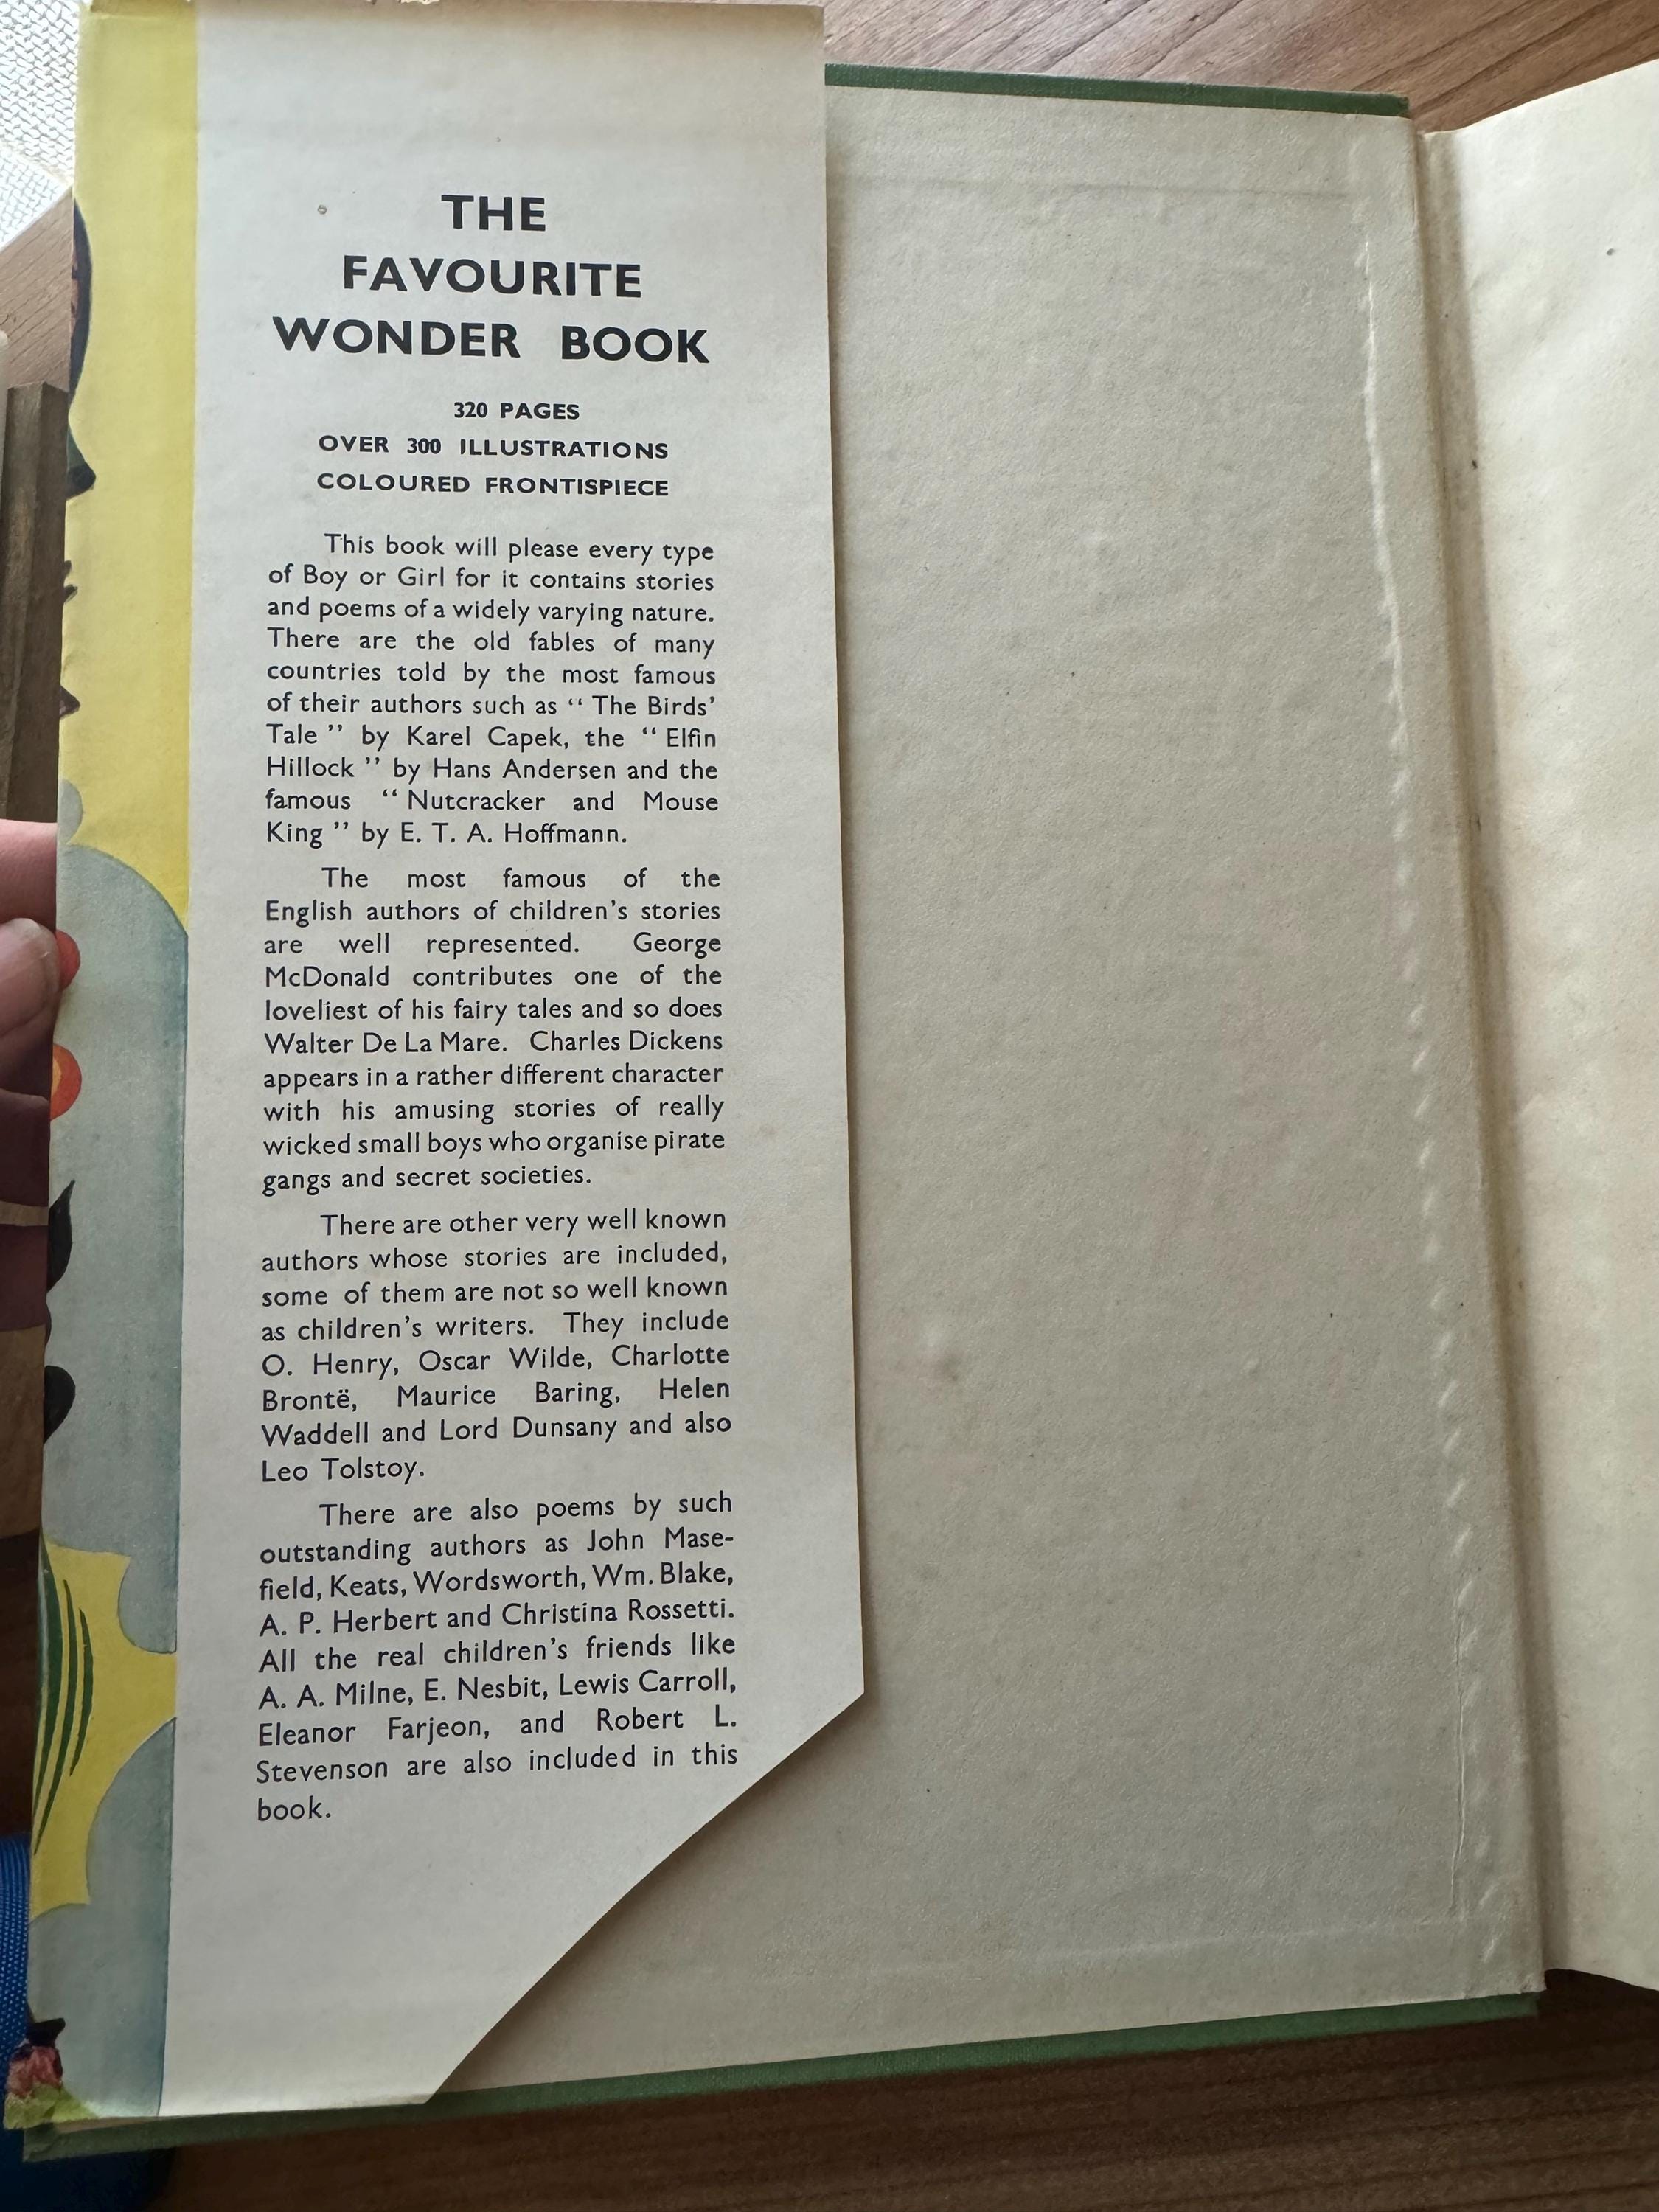 THE
FAVOURITE
WONDER BOOK
320 PAGES
OVER 300 ILLUSTRATIONS
COLOURED FRONTISPIECE
This book will please every type
of Boy or Girl for it contains stories
and poems of a widely varying nature.
There are the old fables of many
countries told by the most famous
of their authors such as “ The Birds’
Tale ” by Karel Capek, the “ Elfin
Hillock ” by Hans Andersen and the
famous “ Nutcracker and Mouse
King ” by E. T. A. Hoffmann.
The most famous of the
English authors of children’s stories
are well represented. George
McDonald contributes one of the
loveliest of his fairy tales and so does
Walter De La Mare. Charles Dickens
appears in a rather different character
with his amusing stories of really
wicked small boys who organise pirate
gangs and secret societies.
There are other very well known
authors whose stories are included,
some of them are not so well known
as children’s writers. They include
O. Henry, Oscar Wilde, Charlotte
Brontë, Maurice Baring, Helen
Waddell and Lord Dunsany and also
Leo Tolstoy.
There are also poems by such
outstanding authors as John Mase-
field, Keats, Wordsworth, Wm. Blake,
A. P. Herbert and Christina Rossetti.
All the real children’s friends like
A. A. Milne, E. Nesbit, Lewis Carroll,
Eleanor Farjeon, and Robert L.
Stevenson are also included in this
book.